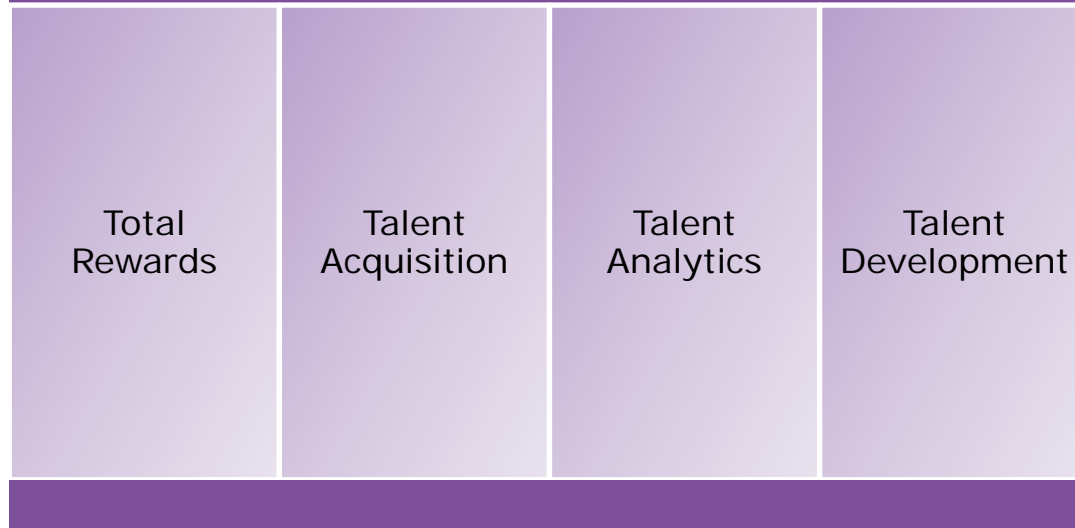 Total
Rewards
Talent
Acquisition
Talent
Analytics
Talent
Development